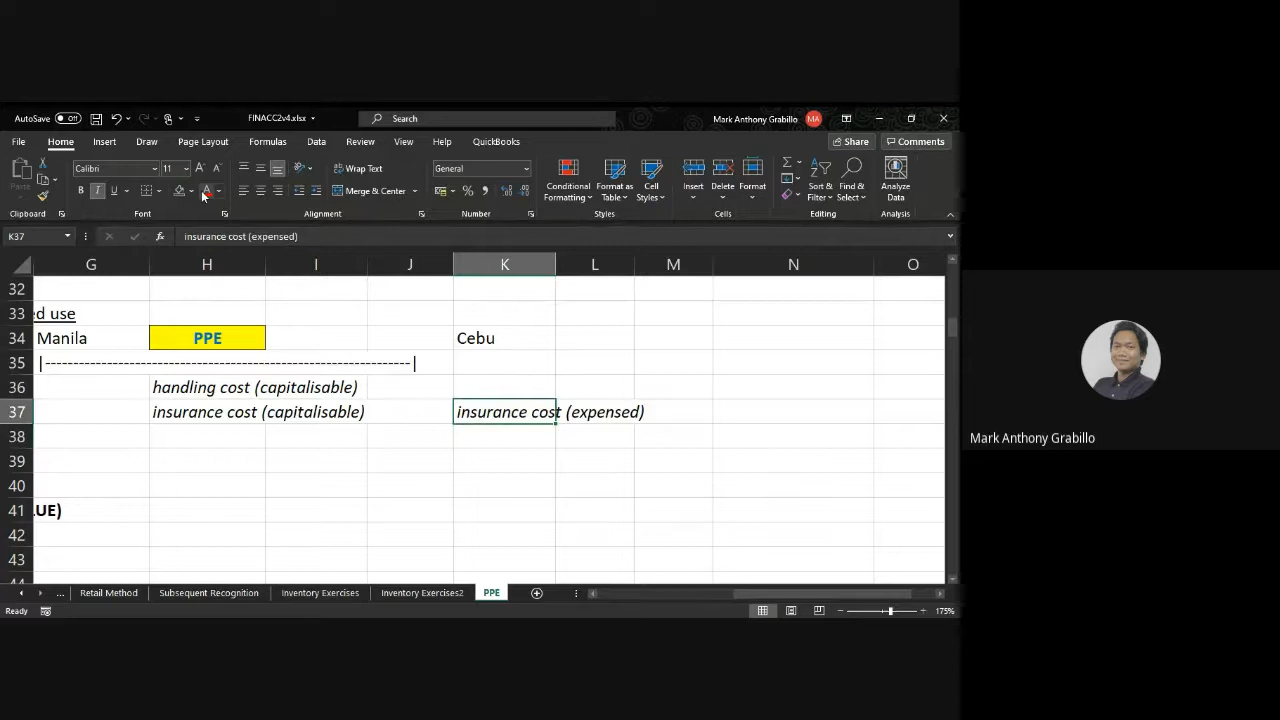 AutoSave Off FINACC2v4.xlsx Search Mark Anthony Grabillo MA
File Home Insert Draw Page Layout Formulas Data Review View Help QuickBooks Share Comments
Paste Calibri 11 A A Wrap Text General Conditional Formatting Format as Table Cell Styles Insert Delete Format Sort & Filter Find & Select Analyze Data
B I U A Merge & Center % 9
Clipboard Font Alignment Number Styles Cells Editing Analysis
K37 fx insurance cost (expensed)
G H I J K L M N O
32
33 ed use
34 Manila PPE Cebu
35 |-------------------------------------------------------------|
36 handling cost (capitalisable)
37 insurance cost (capitalisable) insurance cost (expensed)
38
39
40
41 .UE)
42
43
44
... Retail Method Subsequent Recognition Inventory Exercises Inventory Exercises2 PPE
Ready 175%
Mark Anthony Grabillo